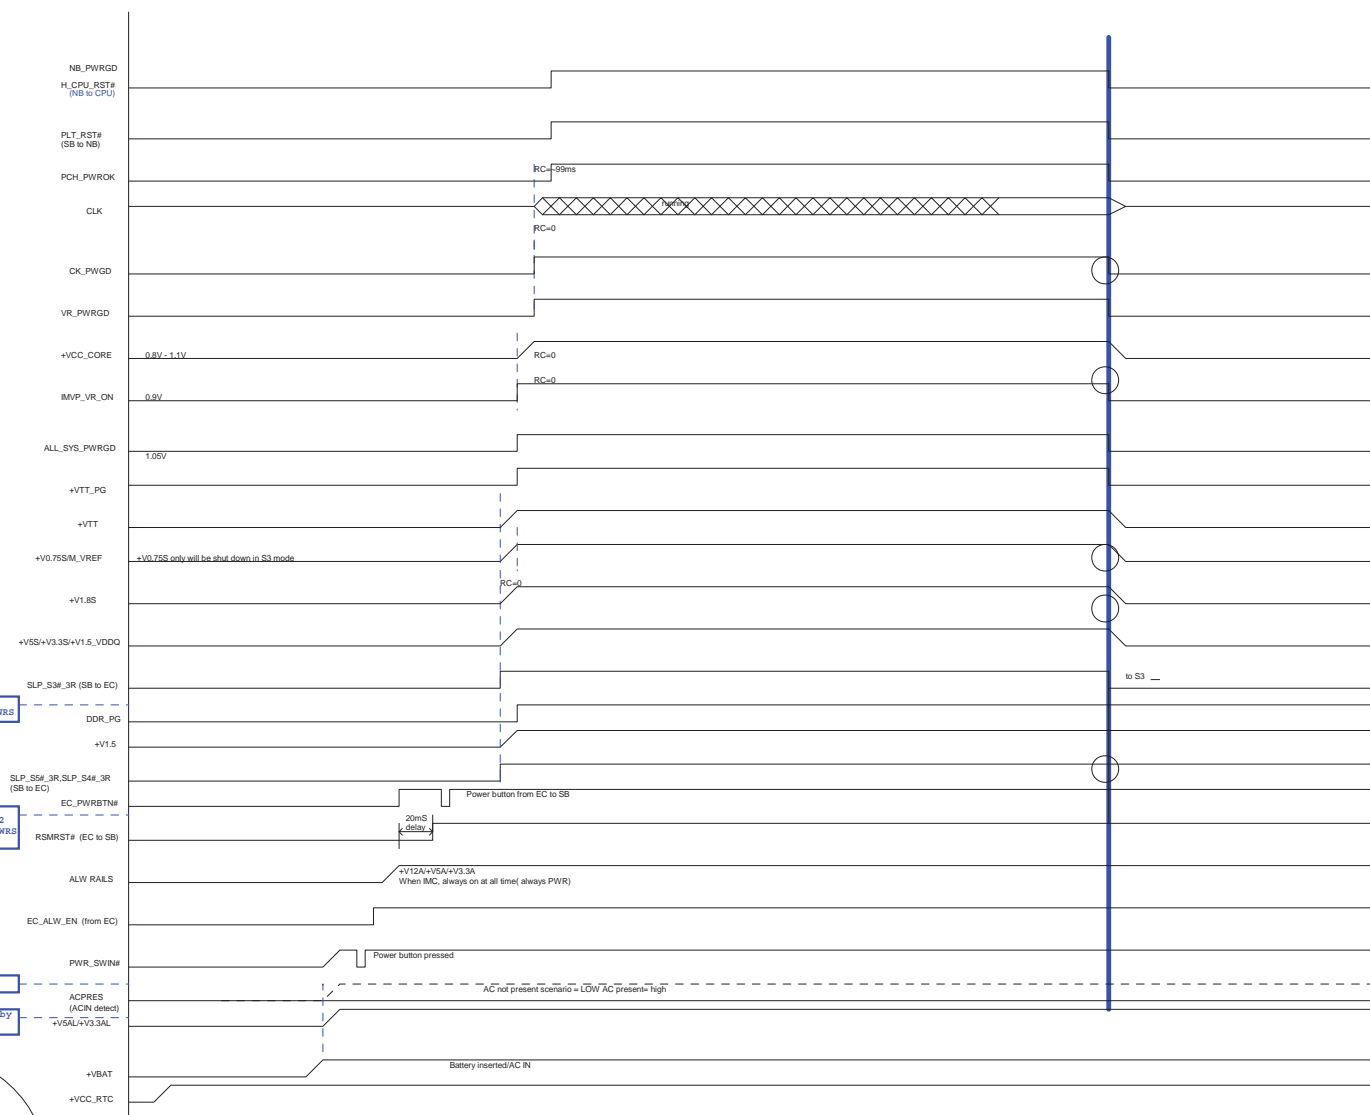 NB_PWRGD
H_CPU_RST#
(NB to CPU)
PLT_RST#
(SB to NB)
PCH_PWROK
RC=~99ms
CLK
running
RC=0
CK_PWGD
VR_PWRGD
+VCC_CORE
0.8V - 1.1V
RC=0
RC=0
IMVP_VR_ON
0.9V
ALL_SYS_PWRGD
1.05V
+VTT_PG
+VTT
+V0.75S/M_VREF
+V0.75S only will be shut down in S3 mode
RC=0
+V1.8S
+V5S/+V3.3S/+V1.5_VDDQ
SLP_S3#_3R (SB to EC)
to S3
WRS
DDR_PG
+V1.5
SLP_S5#_3R,SLP_S4#_3R
(SB to EC)
EC_PWRBTN#
Power button from EC to SB
2
WRS
20mS
delay
RSMRST# (EC to SB)
ALW RAILS
+V12A/+V5A/+V3.3A
When IMC, always on at all time( always PWR)
EC_ALW_EN (from EC)
PWR_SWIN#
Power button pressed
ACPRES
(ACIN detect)
AC not present scenario = LOW AC present= high
by
+V5AL/+V3.3AL
+VBAT
Battery inserted/AC IN
+VCC_RTC